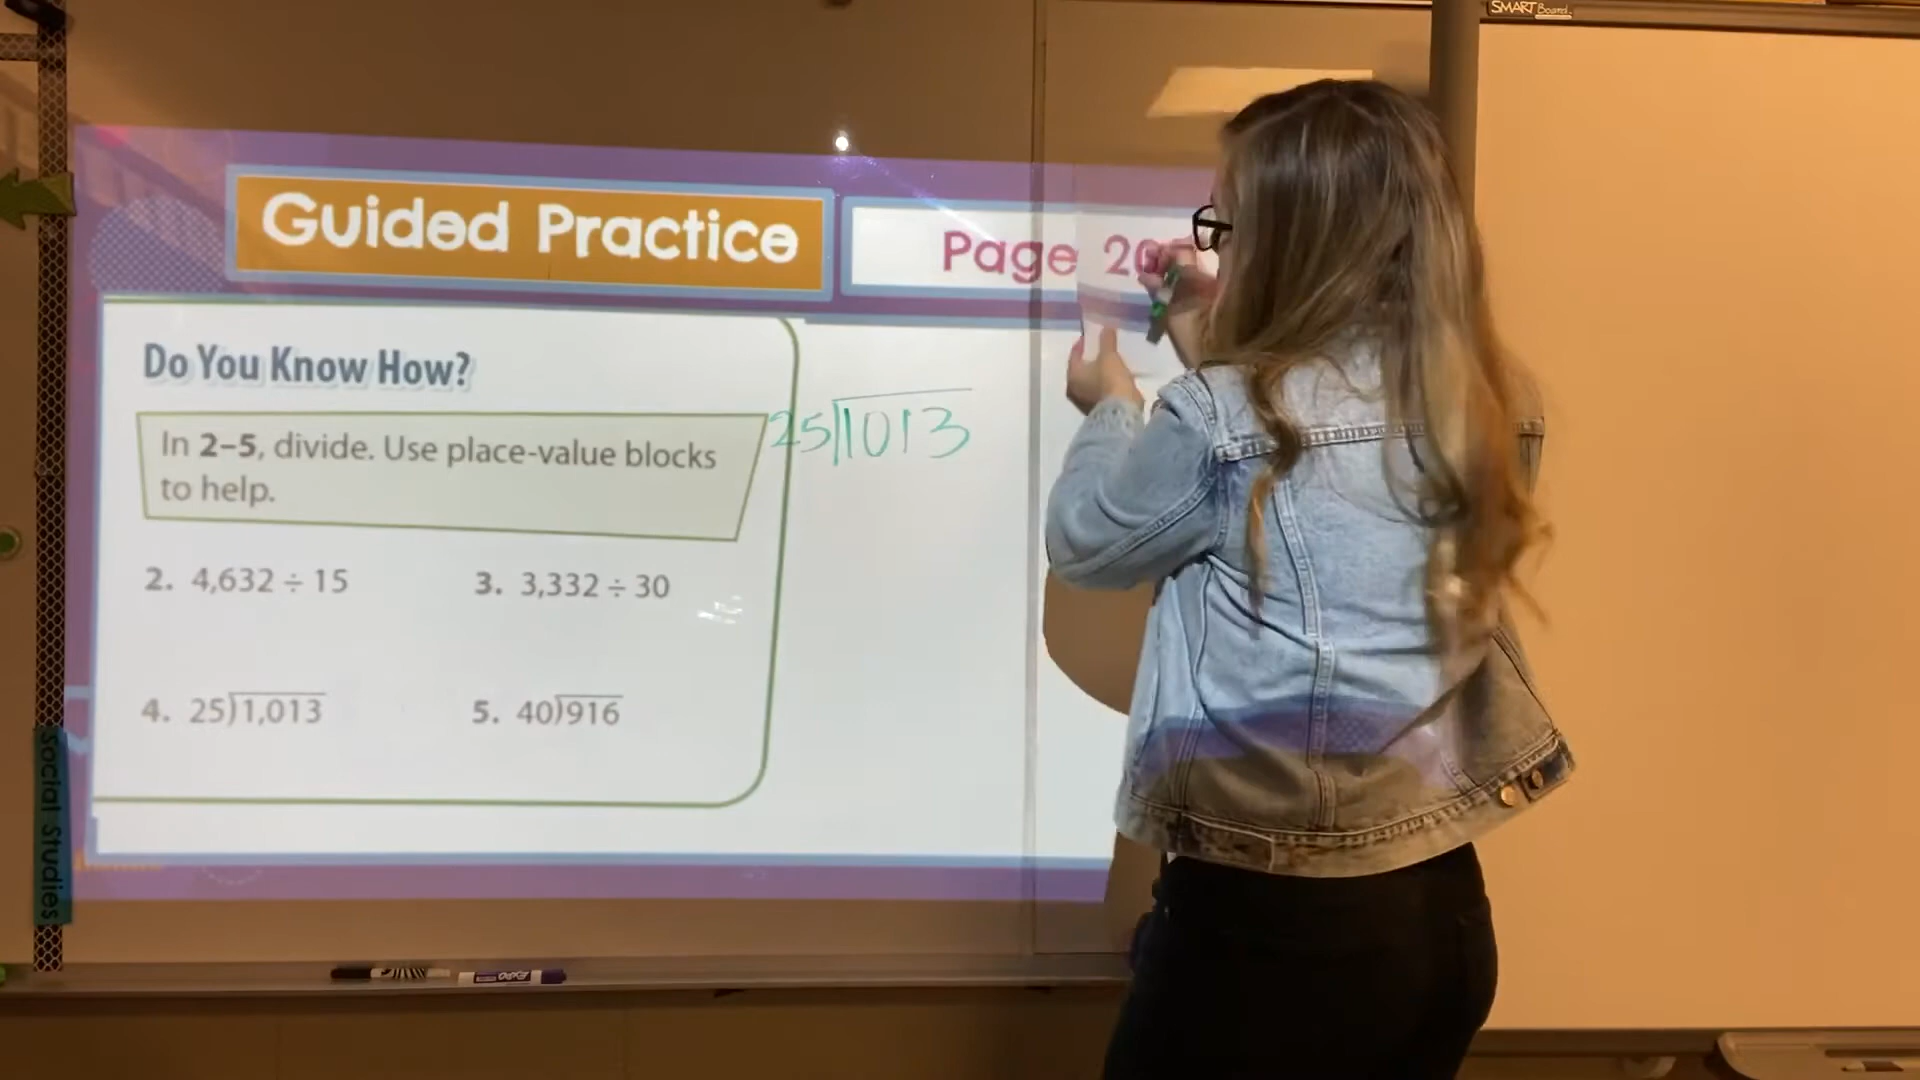 SMART Board
Guided Practice
Page 20
Do You Know How?
In 2–5, divide. Use place-value blocks
to help.
25)1013
2. 4,632 ÷ 15
3. 3,332 ÷ 30
4. 25)1,013
5. 40)916
Social Studies
EXPO